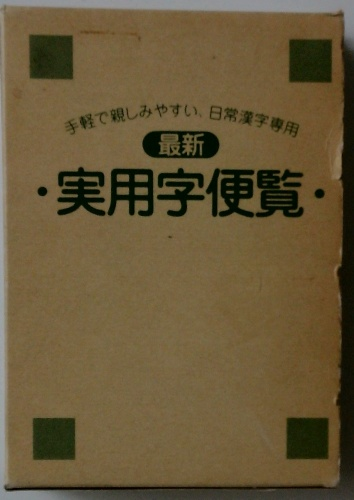 手軽で親しみやすい、日常漢字専用
最新
・実用字便覧・